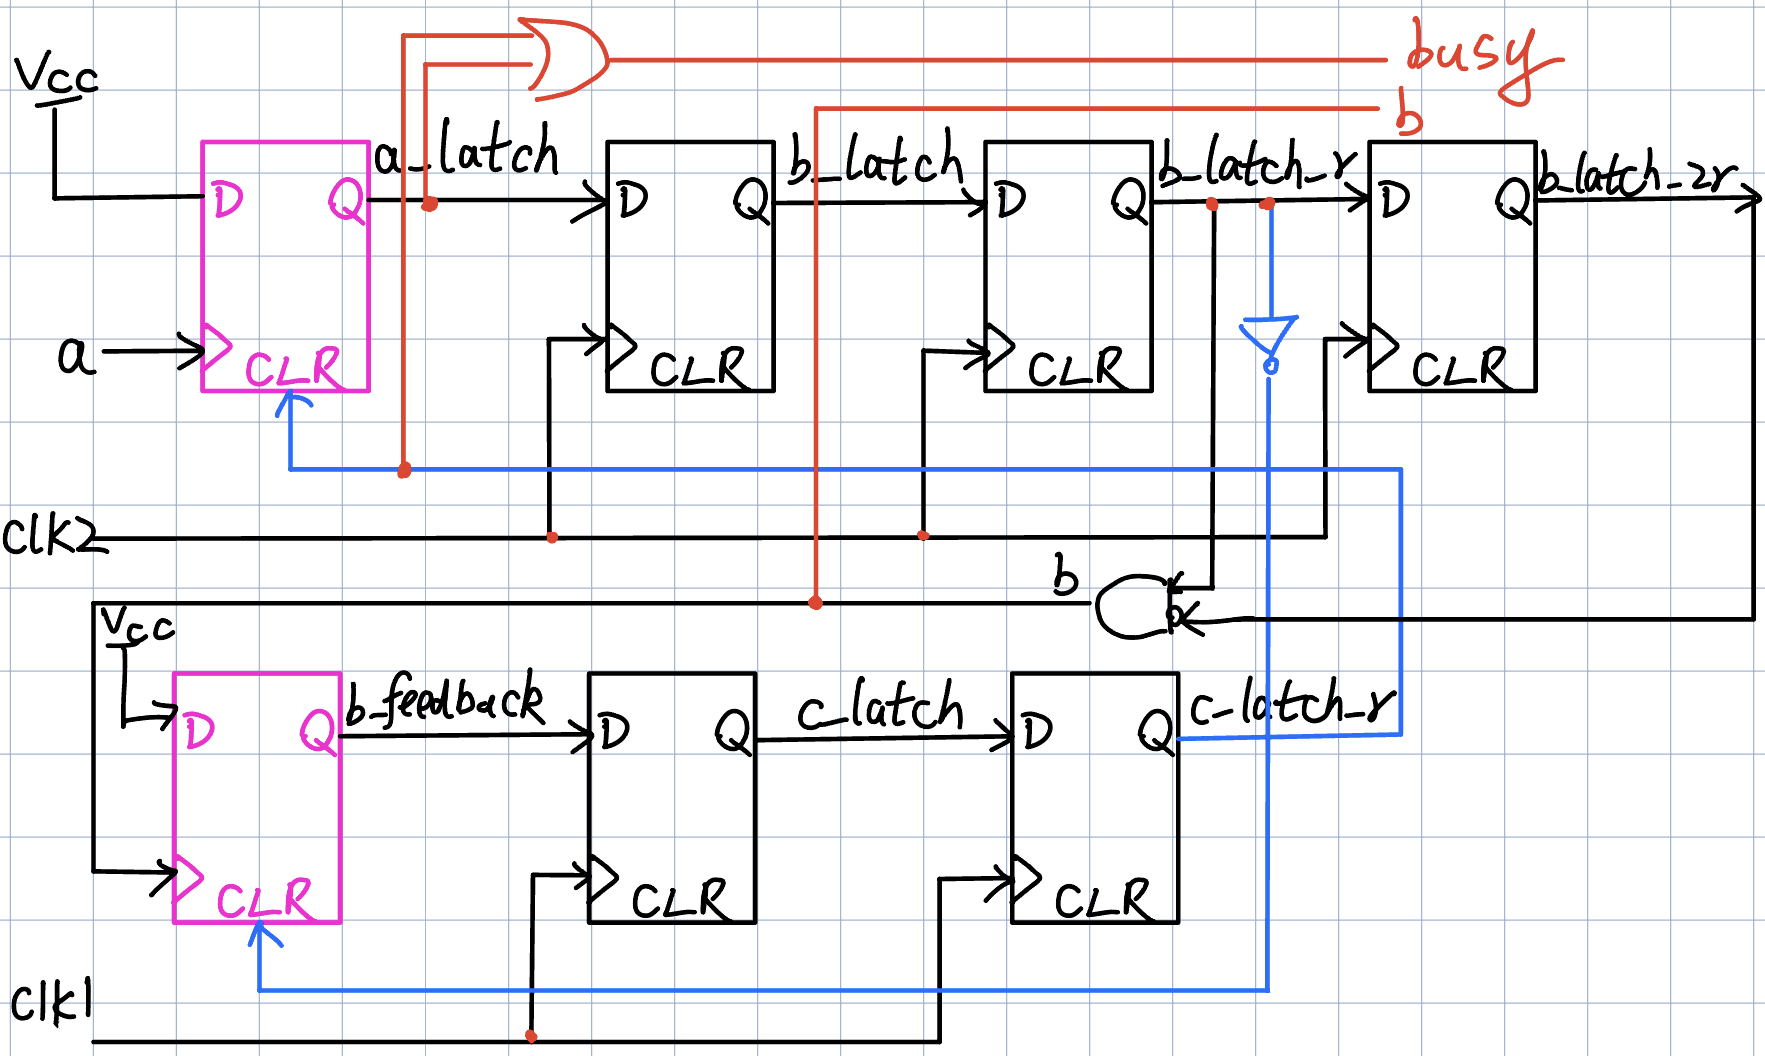 busy
b
Vcc
a_latch
b_latch
b_latch_r
b_latch_2r
D Q D Q D Q D Q
a
CLR CLR CLR CLR
clk2
b
Vcc
b_feedback
c_latch
c_latch_r
D Q D Q D Q
CLR CLR CLR
clk1